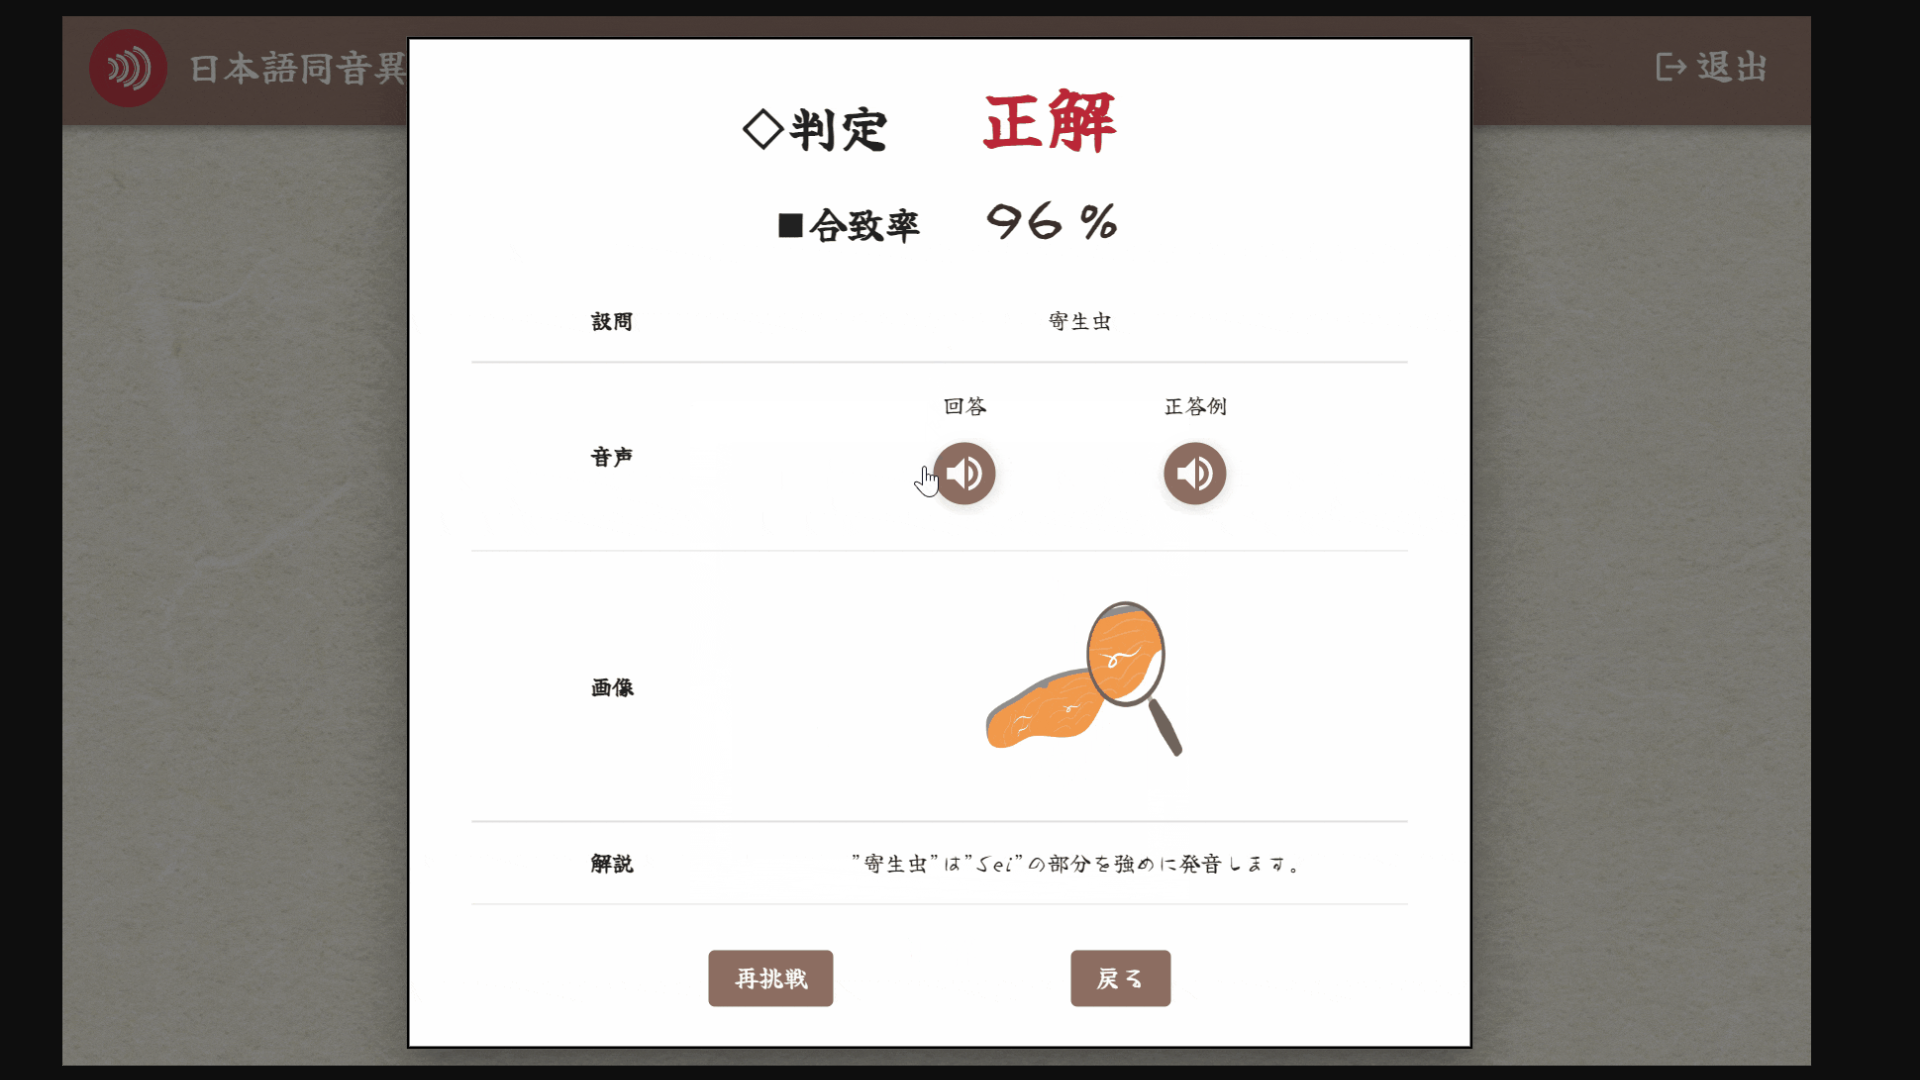 日本語同音異
退出
◇判定 正解
■合致率 96%
設問 寄生虫
回答 正答例
音声
画像
解説 "寄生虫"は"Sei"の部分を強めに発音します。
再挑戦 戻る